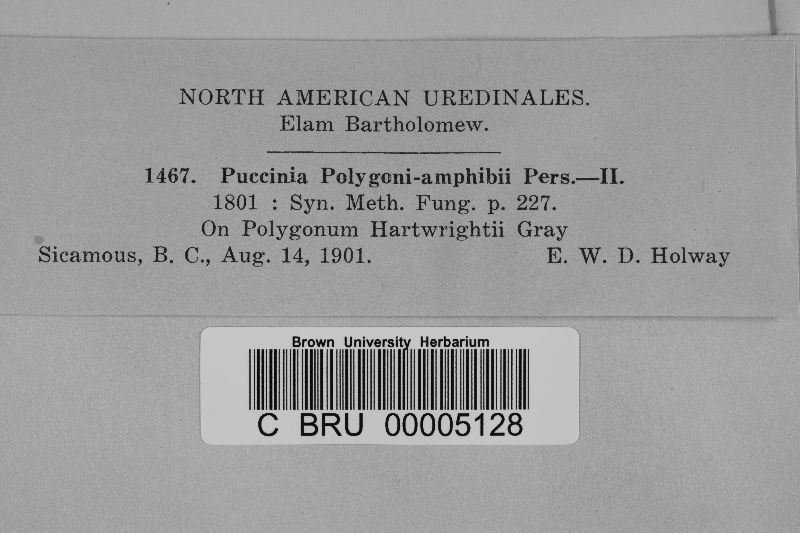 NORTH AMERICAN UREDINALES.
Elam Bartholomew.
1467. Puccinia Polygoni-amphibii Pers.—II.
1801 : Syn. Meth. Fung. p. 227.
On Polygonum Hartwrightii Gray
Sicamous, B. C., Aug. 14, 1901. E. W. D. Holway
Brown University Herbarium
C BRU 00005128